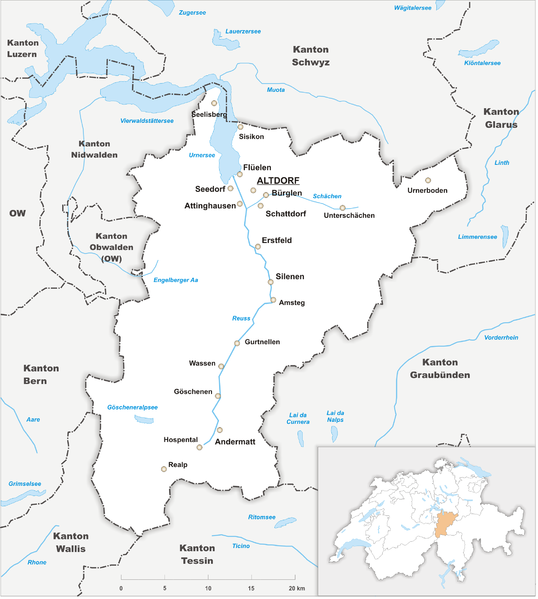 Zugersee
Wägitalersee
Lauerzersee
Kanton
Luzern
Kanton
Schwyz
Klöntalersee
Muota
Seelisberg
Vierwaldstättersee
Kanton
Glarus
Sisikon
Kanton
Nidwalden
Urnersee
Linth
Flüelen
ALTDORF
Seedorf
Bürglen
Schächen
Urnerboden
Attinghausen
Schattdorf
Unterschächen
OW
Kanton
Obwalden
(OW)
Limmerensee
Erstfeld
Engelberger Aa
Silenen
Amsteg
Reuss
Gurtnellen
Vorderrhein
Kanton
Bern
Wassen
Kanton
Graubünden
Göschenen
Göscheneralpsee
Aare
Lai da
Curnera
Lai da
Nalps
Hospental
Andermatt
Realp
Grimselsee
Ritomsee
Kanton
Wallis
Kanton
Tessin
Ticino
Rhone
0
5
10
15
20 km